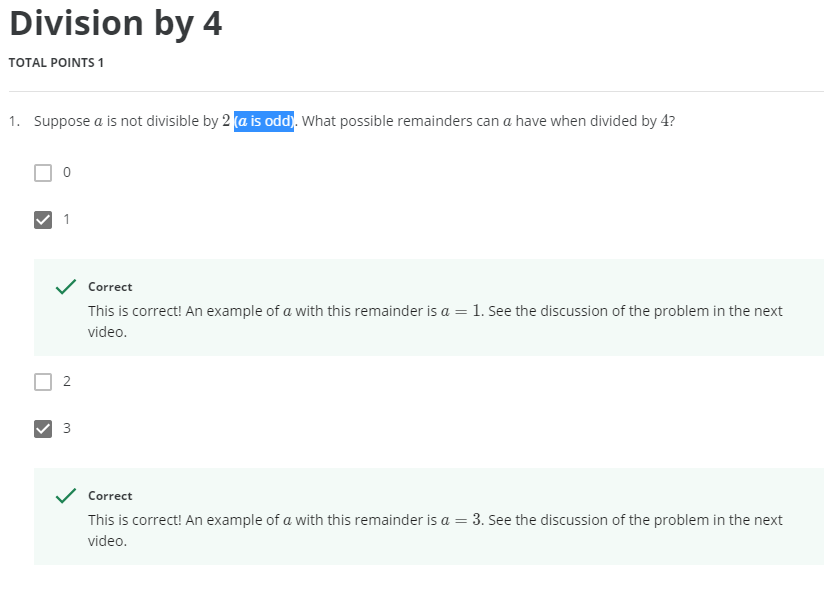 Division by 4
TOTAL POINTS 1
1. Suppose a is not divisible by 2 (a is odd). What possible remainders can a have when divided by 4?
0
1
Correct
This is correct! An example of a with this remainder is a = 1. See the discussion of the problem in the next
video.
2
3
Correct
This is correct! An example of a with this remainder is a = 3. See the discussion of the problem in the next
video.